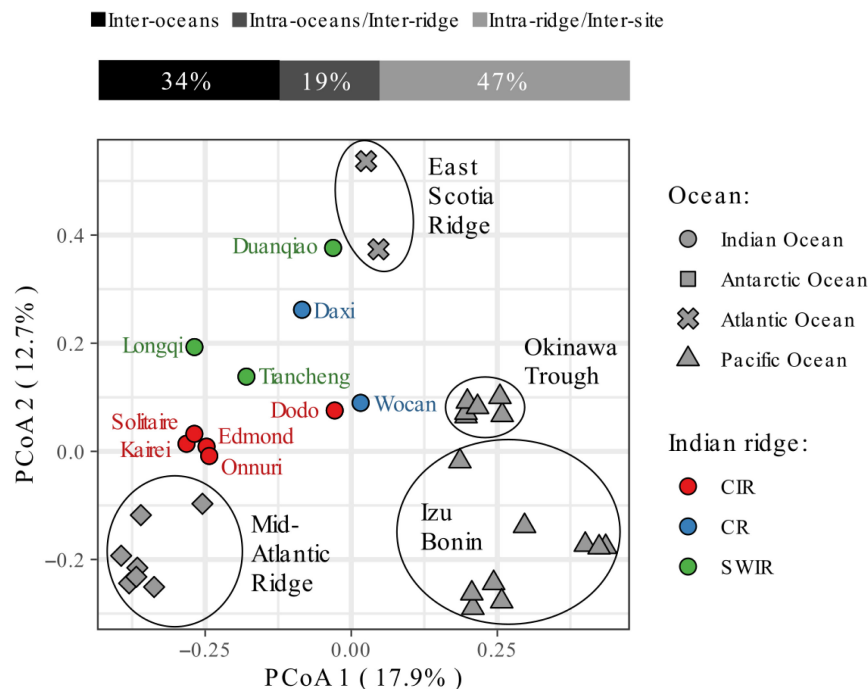 Inter-oceans Intra-oceans/Inter-ridge Intra-ridge/Inter-site
34% 19% 47%
East
Scotia
Ridge
Duanqiao
Daxi
Longqi
Tiancheng
Okinawa
Trough
Dodo
Wocan
Solitaire
Kairei
Edmond
Onnuri
Mid-
Atlantic
Ridge
Izu
Bonin
0.4
0.2
0.0
−0.2
−0.25 0.00 0.25
PCoA 1 ( 17.9% )
PCoA 2 ( 12.7% )
Ocean:
Indian Ocean
Antarctic Ocean
Atlantic Ocean
Pacific Ocean
Indian ridge:
CIR
CR
SWIR